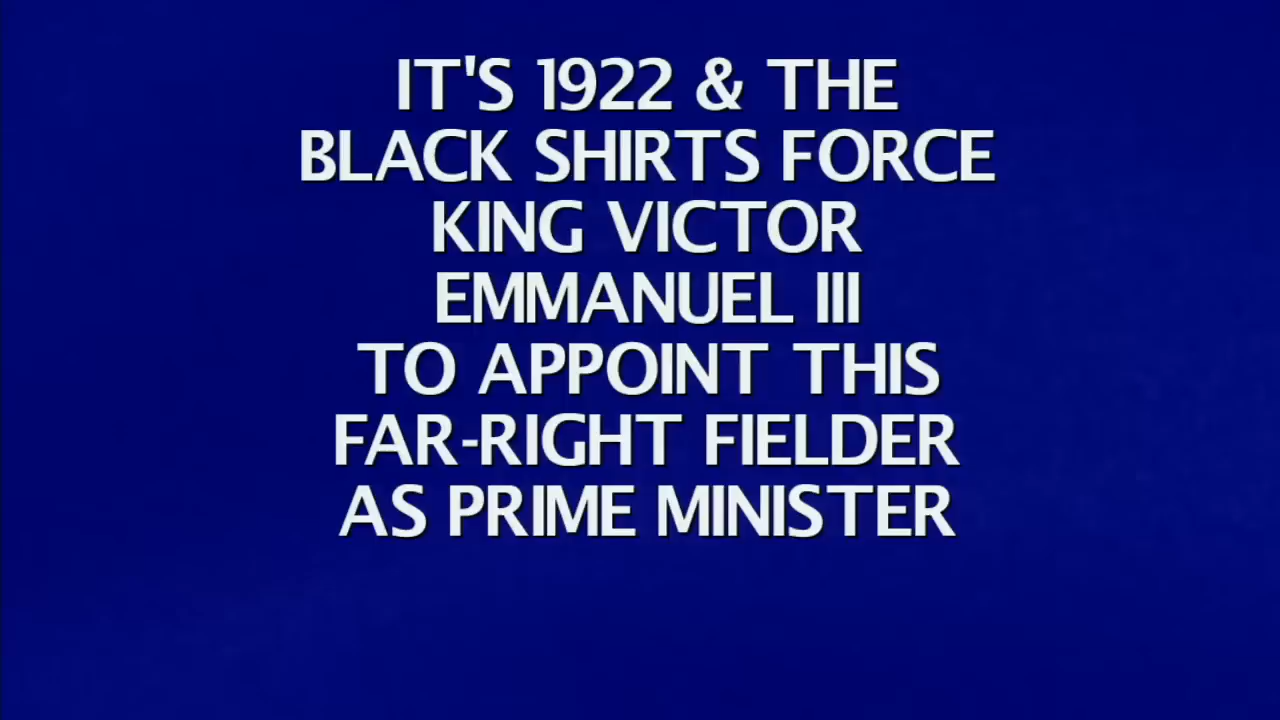 IT'S 1922 & THE
BLACK SHIRTS FORCE
KING VICTOR
EMMANUEL III
TO APPOINT THIS
FAR-RIGHT FIELDER
AS PRIME MINISTER